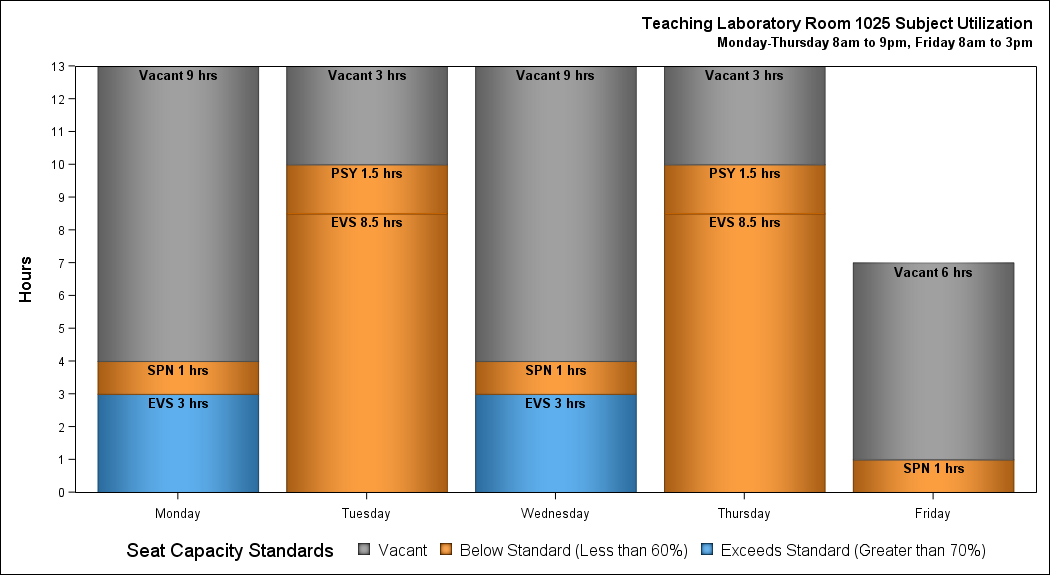 Teaching Laboratory Room 1025 Subject Utilization
Monday-Thursday 8am to 9pm, Friday 8am to 3pm
Hours
13
12
11
10
9
8
7
6
5
4
3
2
1
0
Vacant 9 hrs
SPN 1 hrs
EVS 3 hrs
Vacant 3 hrs
PSY 1.5 hrs
EVS 8.5 hrs
Vacant 9 hrs
SPN 1 hrs
EVS 3 hrs
Vacant 3 hrs
PSY 1.5 hrs
EVS 8.5 hrs
Vacant 6 hrs
SPN 1 hrs
Monday Tuesday Wednesday Thursday Friday
Seat Capacity Standards Vacant Below Standard (Less than 60%) Exceeds Standard (Greater than 70%)